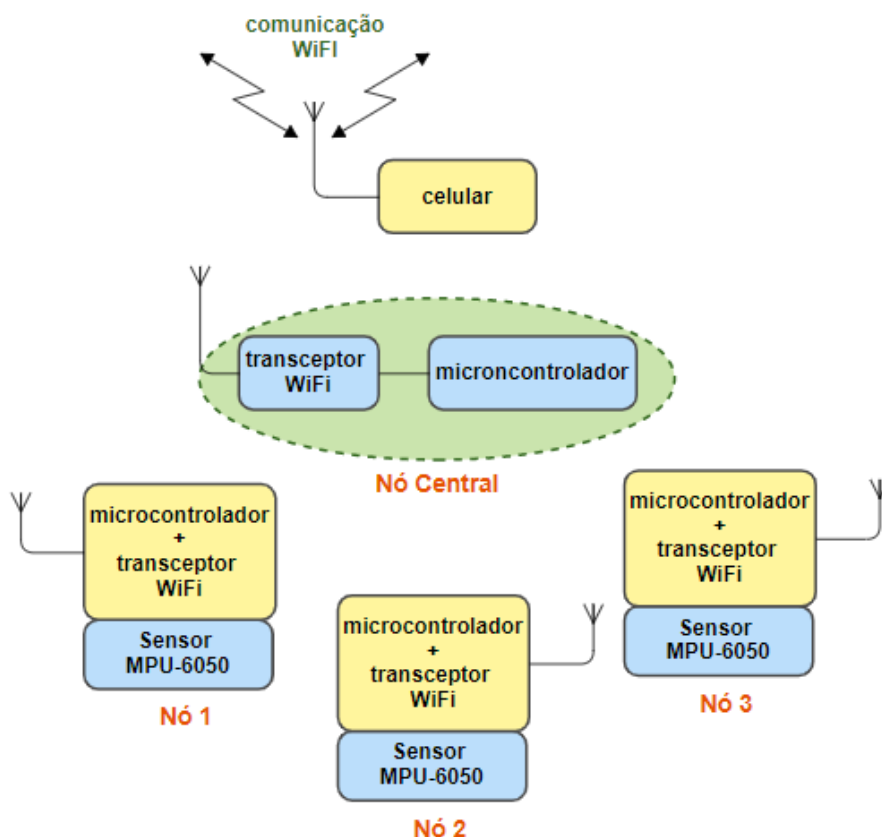 comunicação
WiFI
celular
transceptor
WiFi
microncontrolador
Nó Central
microcontrolador
+
transceptor
WiFi
Sensor
MPU-6050
Nó 1
microcontrolador
+
transceptor
WiFi
Sensor
MPU-6050
Nó 2
microcontrolador
+
transceptor
WiFi
Sensor
MPU-6050
Nó 3